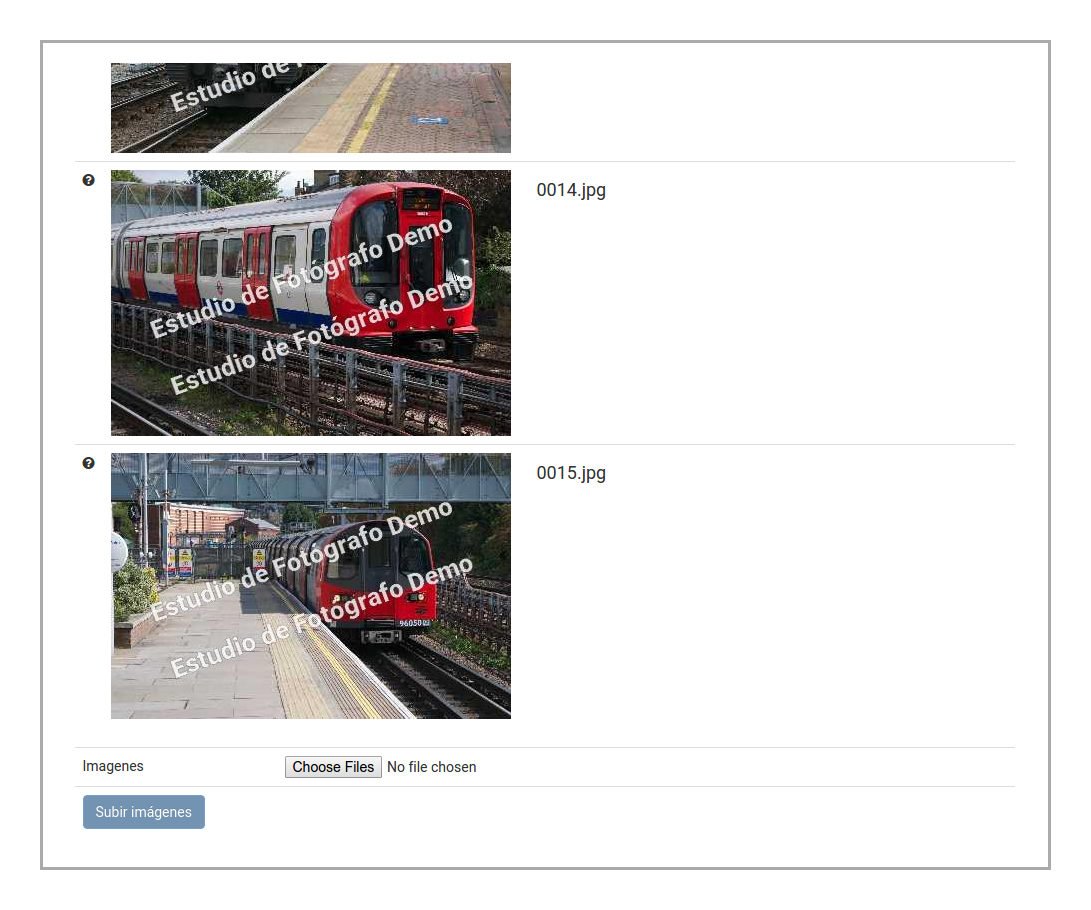 Estudio de
0014.jpg
Estudio de Fotógrafo Demo
Estudio de Fotógrafo Demo
0015.jpg
Estudio de Fotógrafo Demo
Estudio de Fotógrafo Demo
96050
Imagenes
Choose Files No file chosen
Subir imágenes